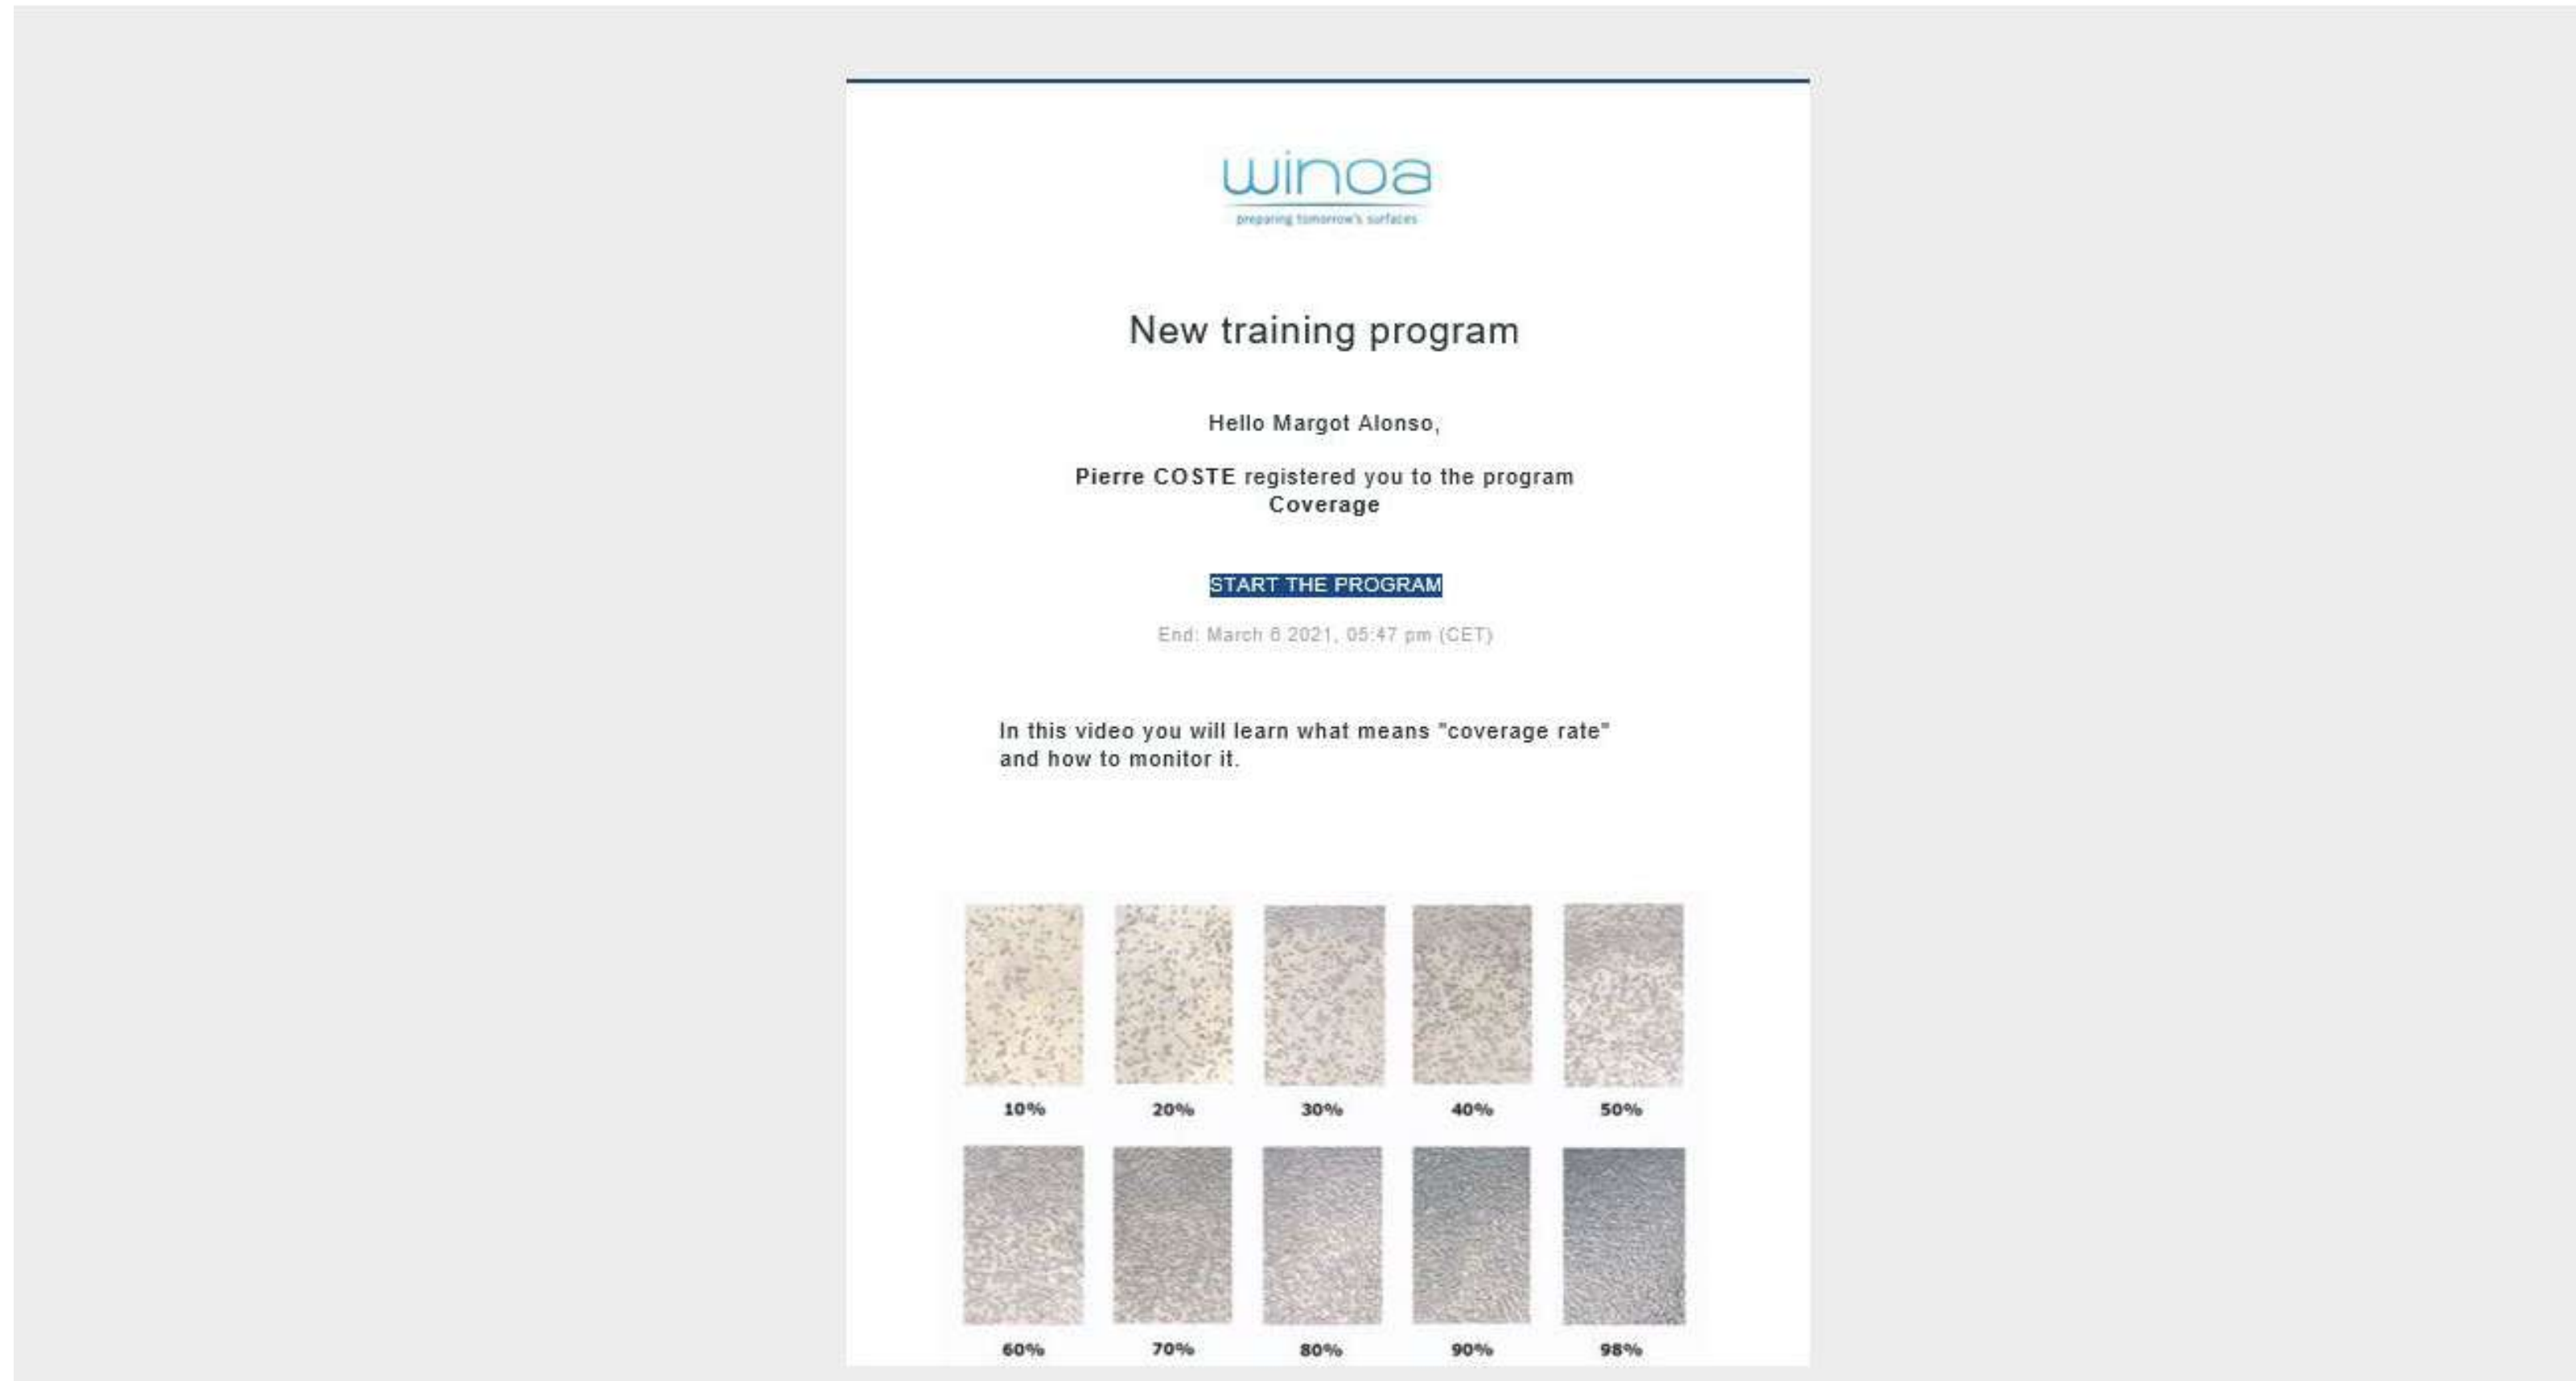 winoa
preparing tomorrow's surfaces
New training program
Hello Margot Alonso,
Pierre COSTE registered you to the program
Coverage
START THE PROGRAM
End: March 6 2021, 05:47 pm (CET)
In this video you will learn what means "coverage rate"
and how to monitor it.
10% 20% 30% 40% 50%
60% 70% 80% 90% 98%